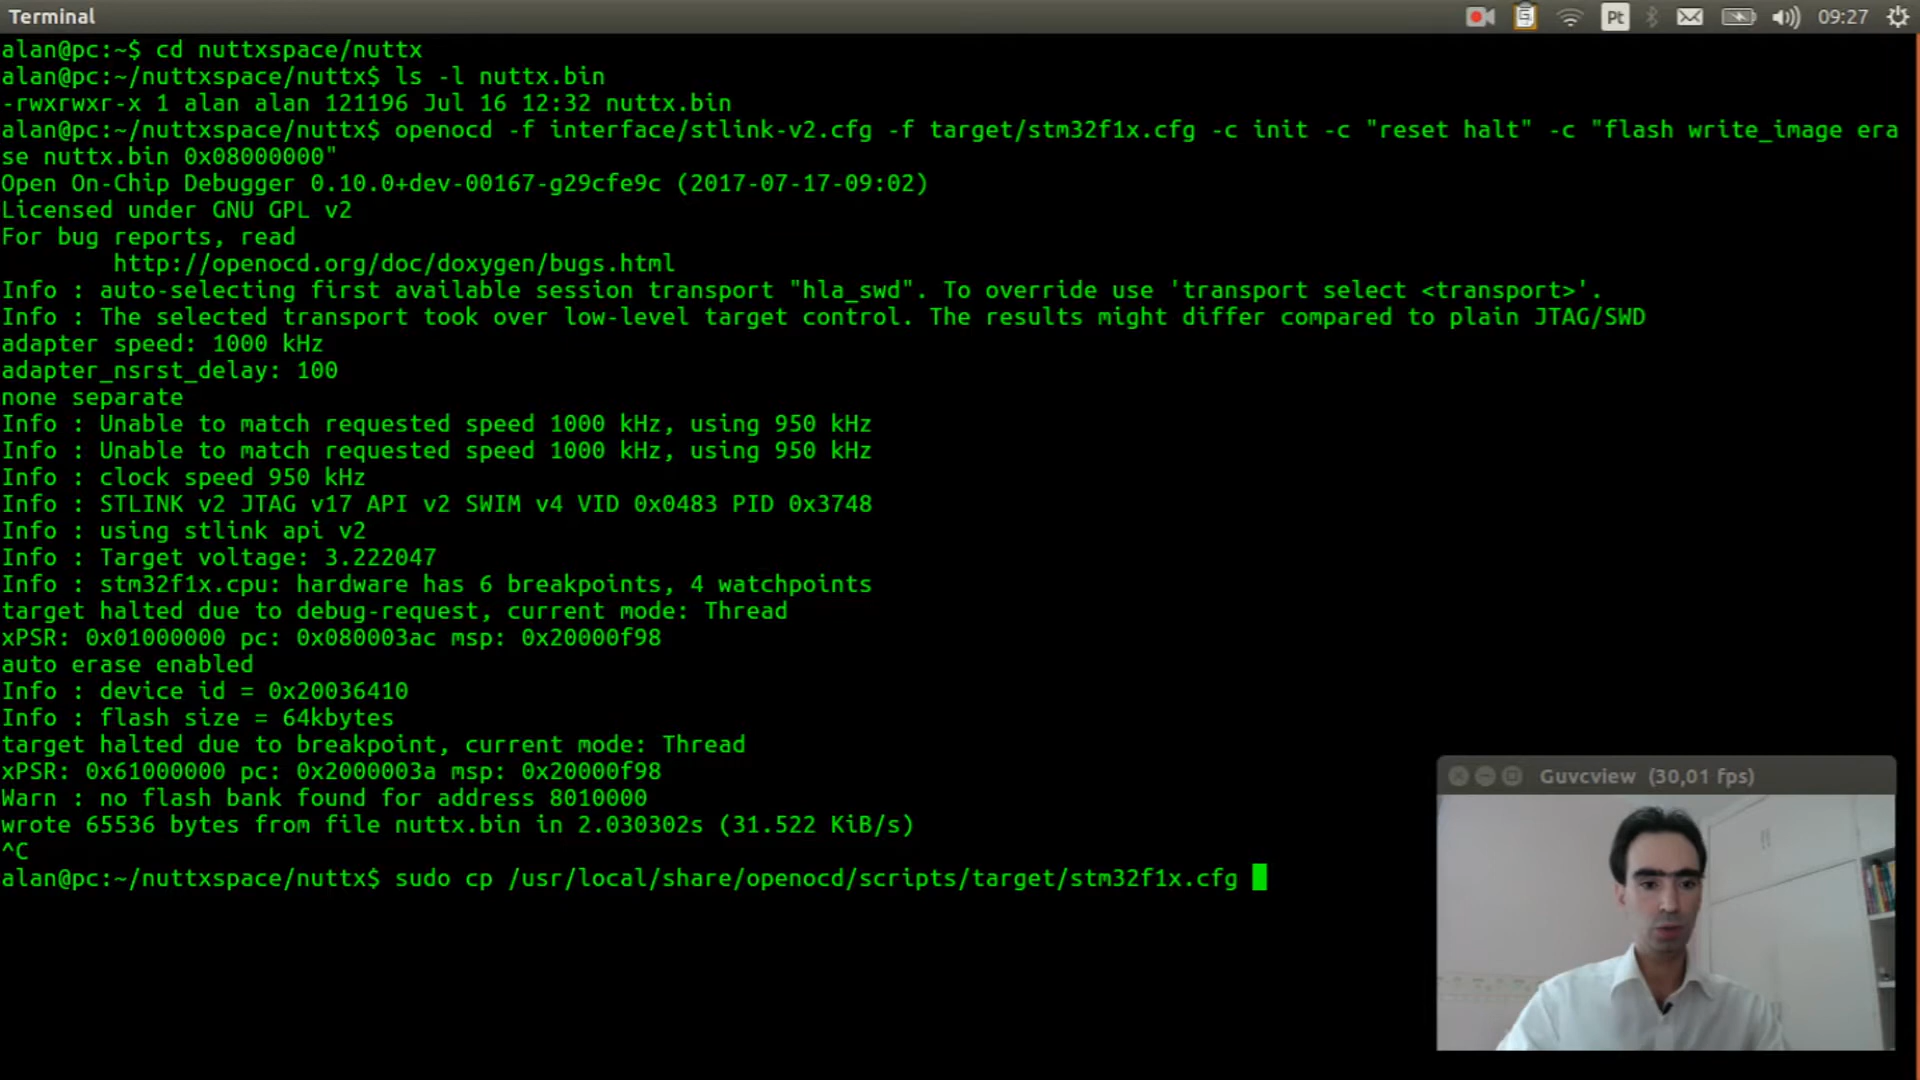 Terminal
Pt
09:27
alan@pc:~$ cd nuttxspace/nuttx
alan@pc:~/nuttxspace/nuttx$ ls -l nuttx.bin
-rwxrwxr-x 1 alan alan 121196 Jul 16 12:32 nuttx.bin
alan@pc:~/nuttxspace/nuttx$ openocd -f interface/stlink-v2.cfg -f target/stm32f1x.cfg -c init -c "reset halt" -c "flash write_image era
se nuttx.bin 0x08000000"
Open On-Chip Debugger 0.10.0+dev-00167-g29cfe9c (2017-07-17-09:02)
Licensed under GNU GPL v2
For bug reports, read
http://openocd.org/doc/doxygen/bugs.html
Info : auto-selecting first available session transport "hla_swd". To override use 'transport select <transport>'.
Info : The selected transport took over low-level target control. The results might differ compared to plain JTAG/SWD
adapter speed: 1000 kHz
adapter_nsrst_delay: 100
none separate
Info : Unable to match requested speed 1000 kHz, using 950 kHz
Info : Unable to match requested speed 1000 kHz, using 950 kHz
Info : clock speed 950 kHz
Info : STLINK v2 JTAG v17 API v2 SWIM v4 VID 0x0483 PID 0x3748
Info : using stlink api v2
Info : Target voltage: 3.222047
Info : stm32f1x.cpu: hardware has 6 breakpoints, 4 watchpoints
target halted due to debug-request, current mode: Thread
xPSR: 0x01000000 pc: 0x080003ac msp: 0x20000f98
auto erase enabled
Info : device id = 0x20036410
Info : flash size = 64kbytes
target halted due to breakpoint, current mode: Thread
xPSR: 0x61000000 pc: 0x2000003a msp: 0x20000f98
Warn : no flash bank found for address 8010000
wrote 65536 bytes from file nuttx.bin in 2.030302s (31.522 KiB/s)
^C
alan@pc:~/nuttxspace/nuttx$ sudo cp /usr/local/share/openocd/scripts/target/stm32f1x.cfg
Guvcview (30,01 fps)